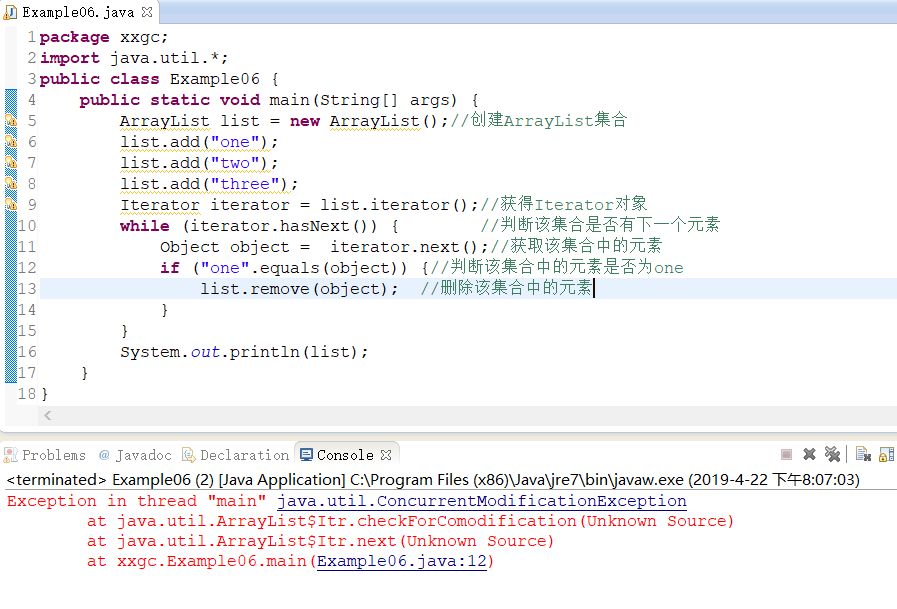 Example06.java
1 package xxgc;
2 import java.util.*;
3 public class Example06 {
4     public static void main(String[] args) {
5         ArrayList list = new ArrayList();//创建ArrayList集合
6         list.add("one");
7         list.add("two");
8         list.add("three");
9         Iterator iterator = list.iterator();//获得Iterator对象
10         while (iterator.hasNext()) {        //判断该集合是否有下一个元素
11             Object object =  iterator.next();//获取该集合中的元素
12             if ("one".equals(object)) {//判断该集合中的元素是否为one
13                 list.remove(object);  //删除该集合中的元素
14             }
15         }
16         System.out.println(list);
17     }
18 }
Problems @ Javadoc Declaration Console
<terminated> Example06 (2) [Java Application] C:\Program Files (x86)\Java\jre7\bin\javaw.exe (2019-4-22 下午8:07:03)
Exception in thread "main" java.util.ConcurrentModificationException
        at java.util.ArrayList$Itr.checkForComodification(Unknown Source)
        at java.util.ArrayList$Itr.next(Unknown Source)
        at xxgc.Example06.main(Example06.java:12)